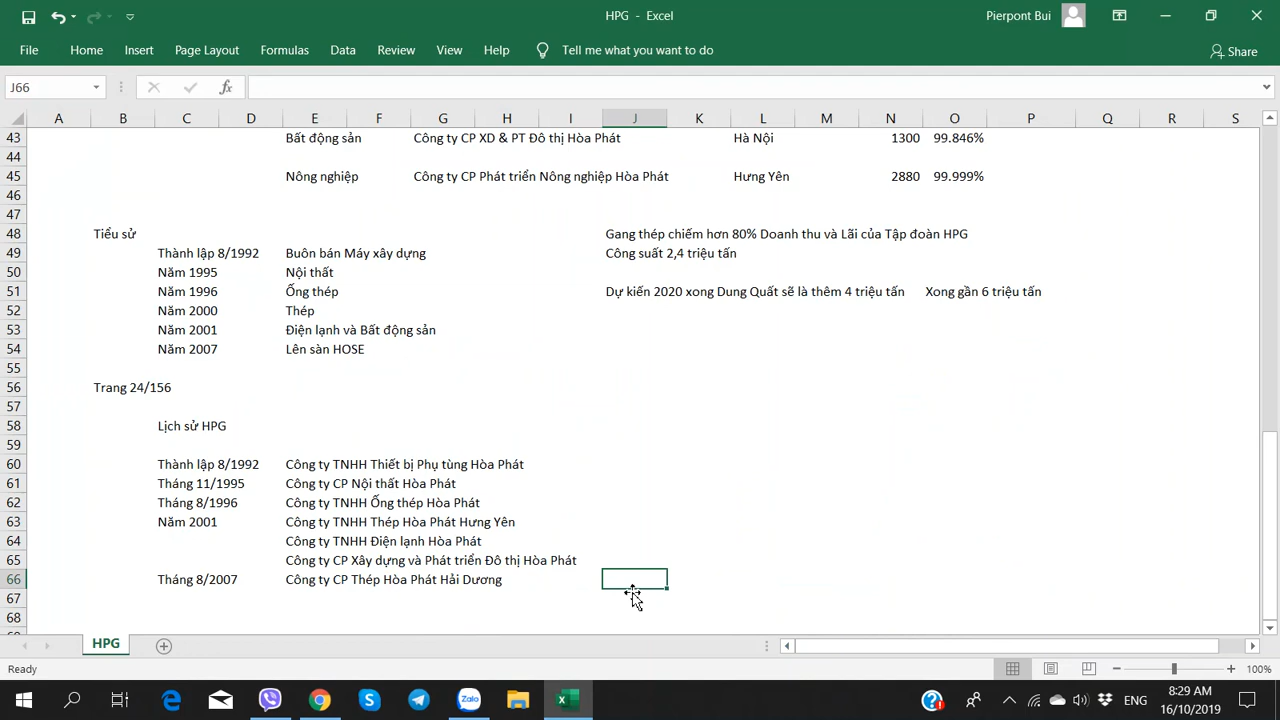 HPG - Excel
Pierpont Bui
File Home Insert Page Layout Formulas Data Review View Help Tell me what you want to do Share
J66 fx
A B C D E F G H I J K L M N O P Q R S
43 Bất động sản Công ty CP XD & PT Đô thị Hòa Phát Hà Nội 1300 99.846%
44
45 Nông nghiệp Công ty CP Phát triển Nông nghiệp Hòa Phát Hưng Yên 2880 99.999%
46
47
48 Tiểu sử Gang thép chiếm hơn 80% Doanh thu và Lãi của Tập đoàn HPG
49 Thành lập 8/1992 Buôn bán Máy xây dựng Công suất 2,4 triệu tấn
50 Năm 1995 Nội thất
51 Năm 1996 Ống thép Dự kiến 2020 xong Dung Quất sẽ là thêm 4 triệu tấn Xong gần 6 triệu tấn
52 Năm 2000 Thép
53 Năm 2001 Điện lạnh và Bất động sản
54 Năm 2007 Lên sàn HOSE
55
56 Trang 24/156
57
58 Lịch sử HPG
59
60 Thành lập 8/1992 Công ty TNHH Thiết bị Phụ tùng Hòa Phát
61 Tháng 11/1995 Công ty CP Nội thất Hòa Phát
62 Tháng 8/1996 Công ty TNHH Ống thép Hòa Phát
63 Năm 2001 Công ty TNHH Thép Hòa Phát Hưng Yên
64 Công ty TNHH Điện lạnh Hòa Phát
65 Công ty CP Xây dựng và Phát triển Đô thị Hòa Phát
66 Tháng 8/2007 Công ty CP Thép Hòa Phát Hải Dương
67
68
HPG
Ready 100%
Zalo ENG 8:29 AM
16/10/2019